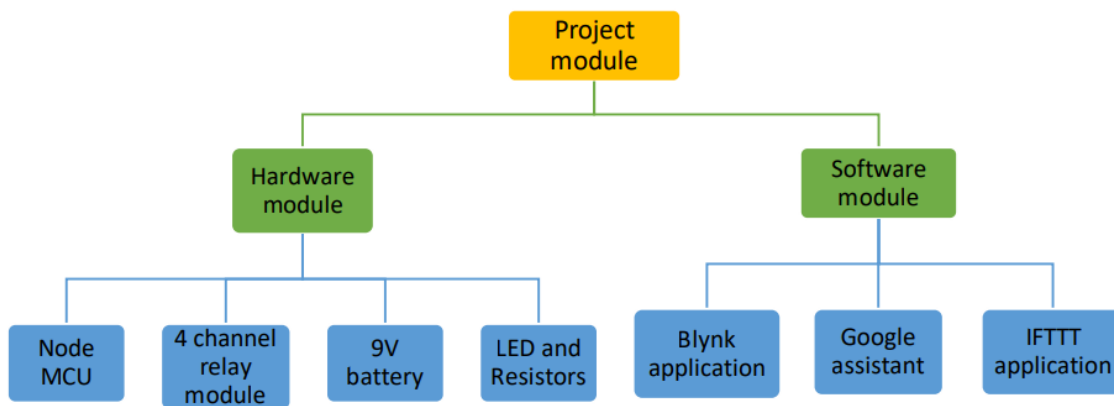 Project
module
Hardware
module
Software
module
Node
MCU
4 channel
relay
module
9V
battery
LED and
Resistors
Blynk
application
Google
assistant
IFTTT
application